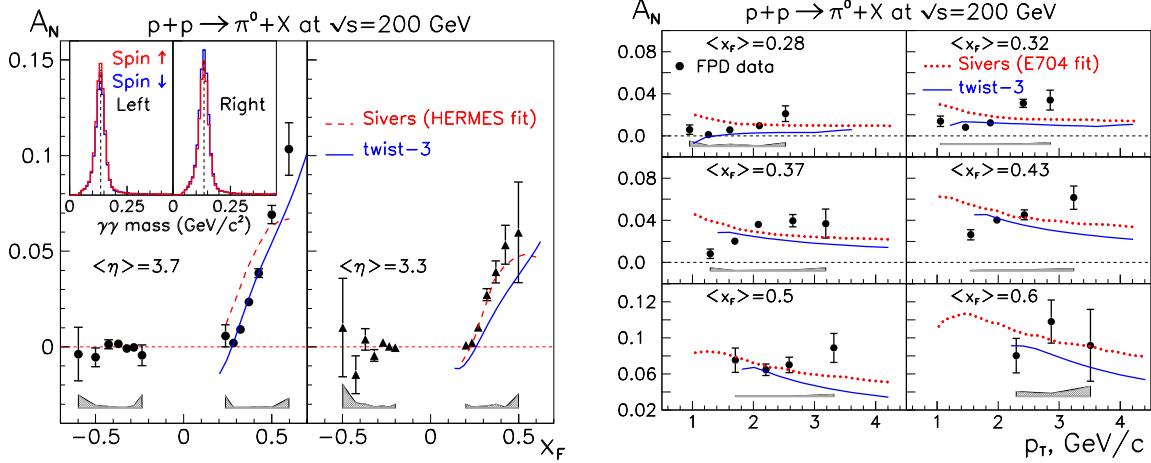 A_N p+p → π⁰+X at √s=200 GeV
Spin ↑
Spin ↓
Left
Right
0 0.25 0 0.25
γγ mass (GeV/c²)
Sivers (HERMES fit)
twist−3
0.15
0.1
0.05
0
<η>=3.7
<η>=3.3
−0.5 0 0.5 −0.5 0 0.5
x_F
A_N p+p → π⁰+X at √s=200 GeV
<x_F>=0.28
<x_F>=0.32
FPD data
Sivers (E704 fit)
twist−3
0.08
0.04
0.0
<x_F>=0.37
<x_F>=0.43
0.08
0.04
0.0
<x_F>=0.5
<x_F>=0.6
0.12
0.08
0.06
0.02
1 2 3 4 1 2 3 4
p_T, GeV/c